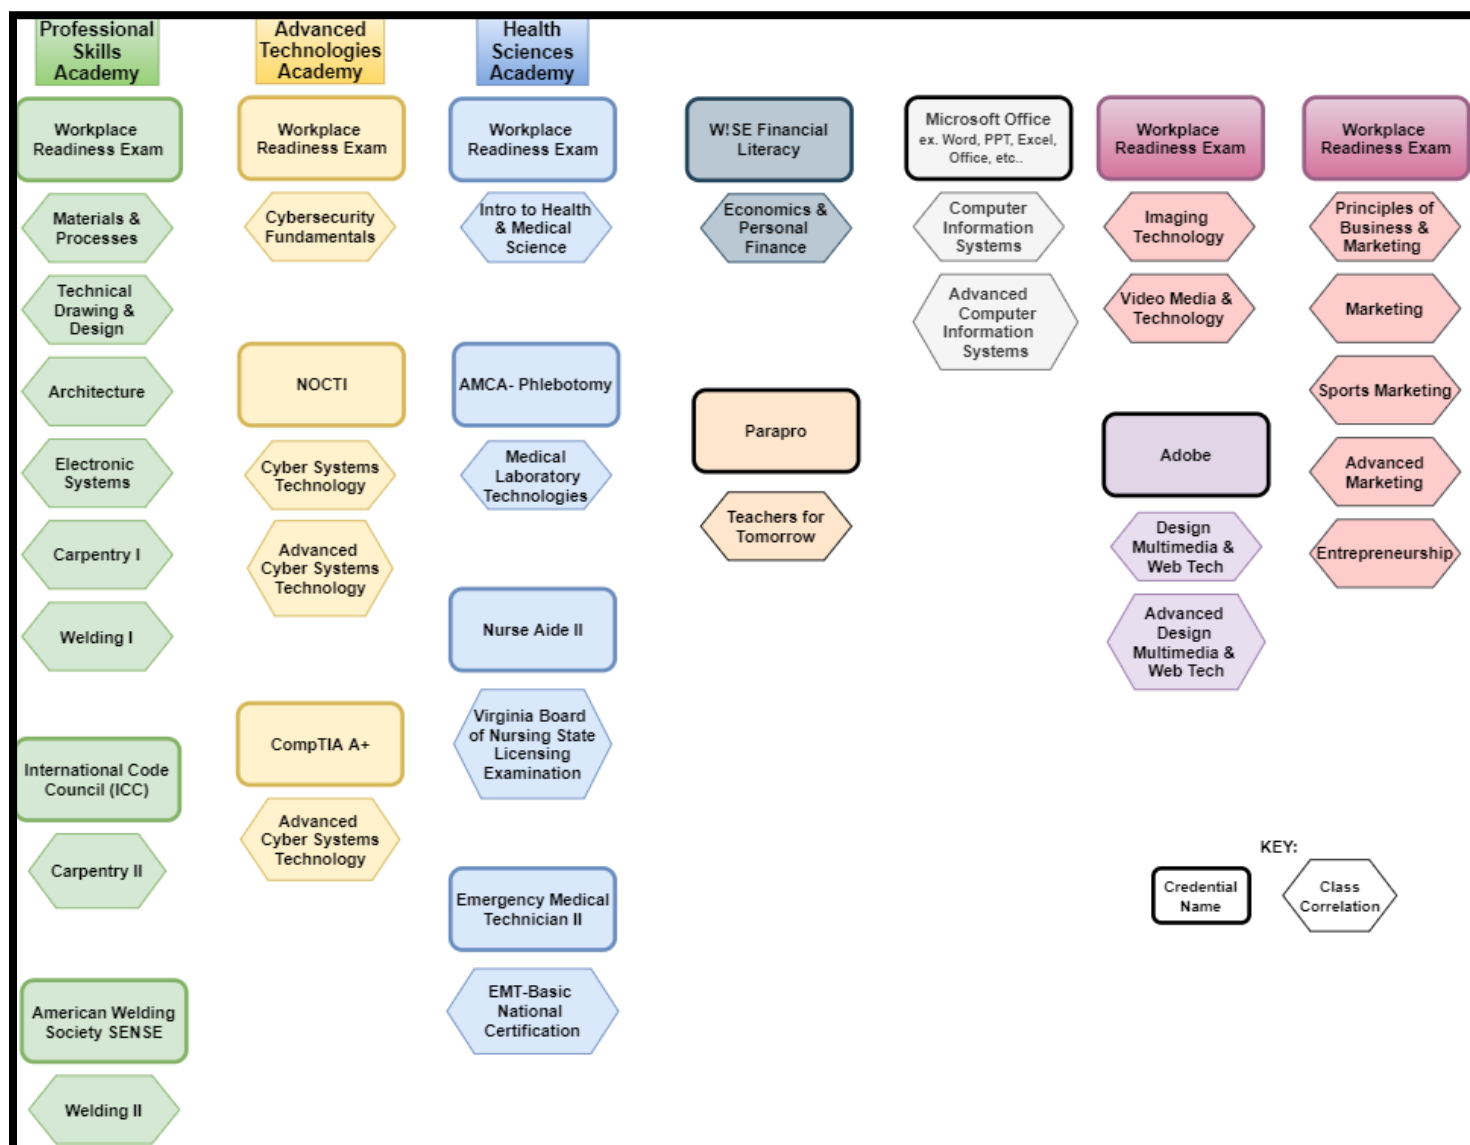 Professional
Skills
Academy
Workplace
Readiness Exam
Materials &
Processes
Technical
Drawing &
Design
Architecture
Electronic
Systems
Carpentry I
Welding I
International Code
Council (ICC)
Carpentry II
American Welding
Society SENSE
Welding II
Advanced
Technologies
Academy
Workplace
Readiness Exam
Cybersecurity
Fundamentals
NOCTI
Cyber Systems
Technology
Advanced
Cyber Systems
Technology
CompTIA A+
Advanced
Cyber Systems
Technology
Health
Sciences
Academy
Workplace
Readiness Exam
Intro to Health
& Medical
Science
AMCA- Phlebotomy
Medical
Laboratory
Technologies
Nurse Aide II
Virginia Board
of Nursing State
Licensing
Examination
Emergency Medical
Technician II
EMT-Basic
National
Certification
W!SE Financial
Literacy
Economics &
Personal
Finance
Parapro
Teachers for
Tomorrow
Microsoft Office
ex. Word, PPT, Excel,
Office, etc..
Computer
Information
Systems
Advanced
Computer
Information
Systems
Workplace
Readiness Exam
Imaging
Technology
Video Media &
Technology
Adobe
Design
Multimedia &
Web Tech
Advanced
Design
Multimedia &
Web Tech
Workplace
Readiness Exam
Principles of
Business &
Marketing
Marketing
Sports Marketing
Advanced
Marketing
Entrepreneurship
KEY:
Credential
Name
Class
Correlation